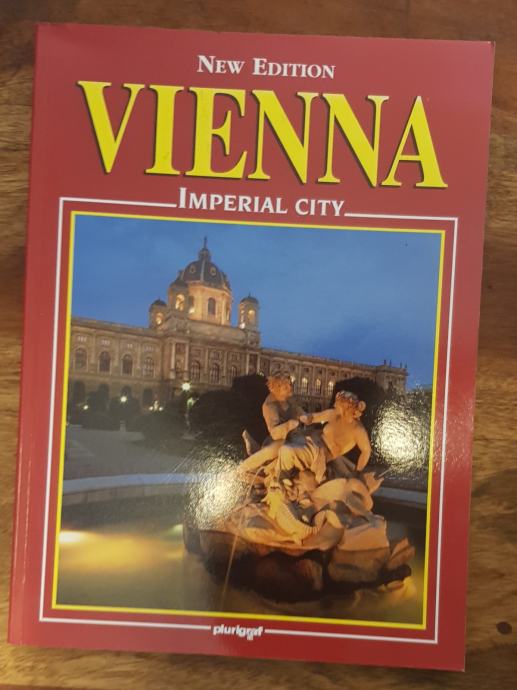 NEW EDITION
VIENNA
IMPERIAL CITY
plurigraf